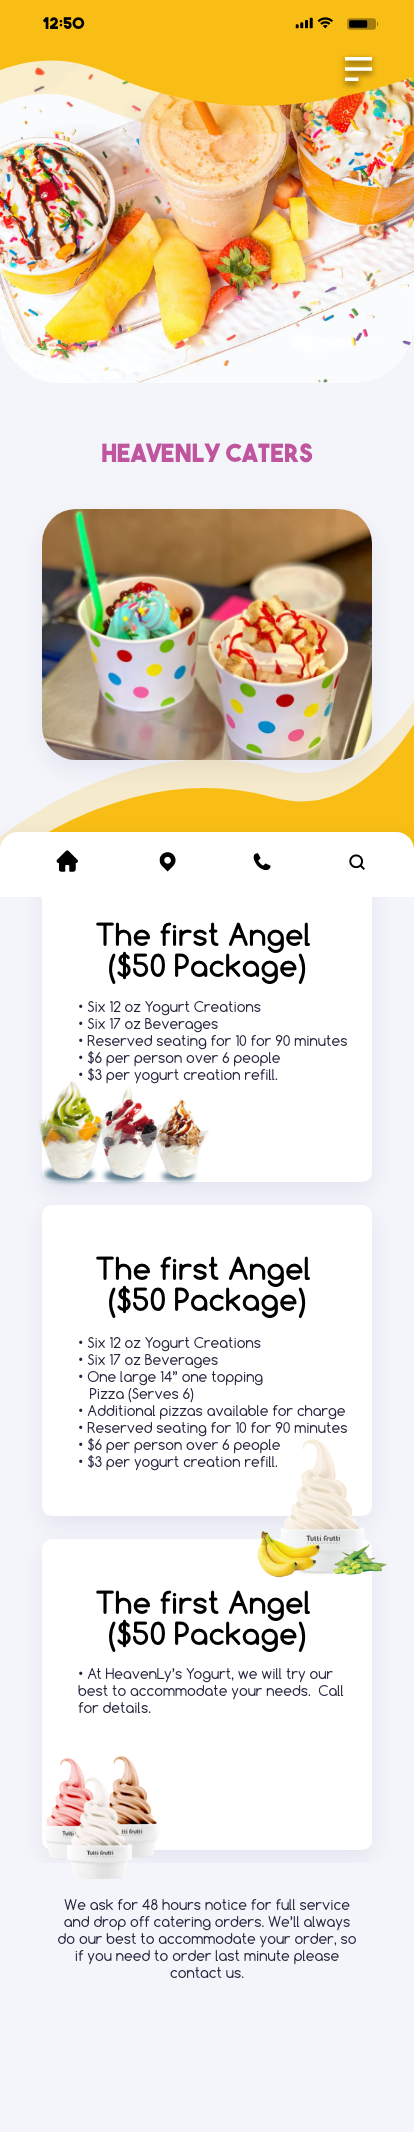 12:50
HEAVENLY CATERS
The first Angel
($50 Package)
• Six 12 oz Yogurt Creations
• Six 17 oz Beverages
• Reserved seating for 10 for 90 minutes
• $6 per person over 6 people
• $3 per yogurt creation refill.
The first Angel
($50 Package)
• Six 12 oz Yogurt Creations
• Six 17 oz Beverages
• One large 14” one topping
Pizza (Serves 6)
• Additional pizzas available for charge
• Reserved seating for 10 for 90 minutes
• $6 per person over 6 people
• $3 per yogurt creation refill.
Tutti frutti
The first Angel
($50 Package)
• At HeavenLy’s Yogurt, we will try our
best to accommodate your needs. Call
for details.
Tutti frutti
We ask for 48 hours notice for full service
and drop off catering orders. We’ll always
do our best to accommodate your order, so
if you need to order last minute please
contact us.